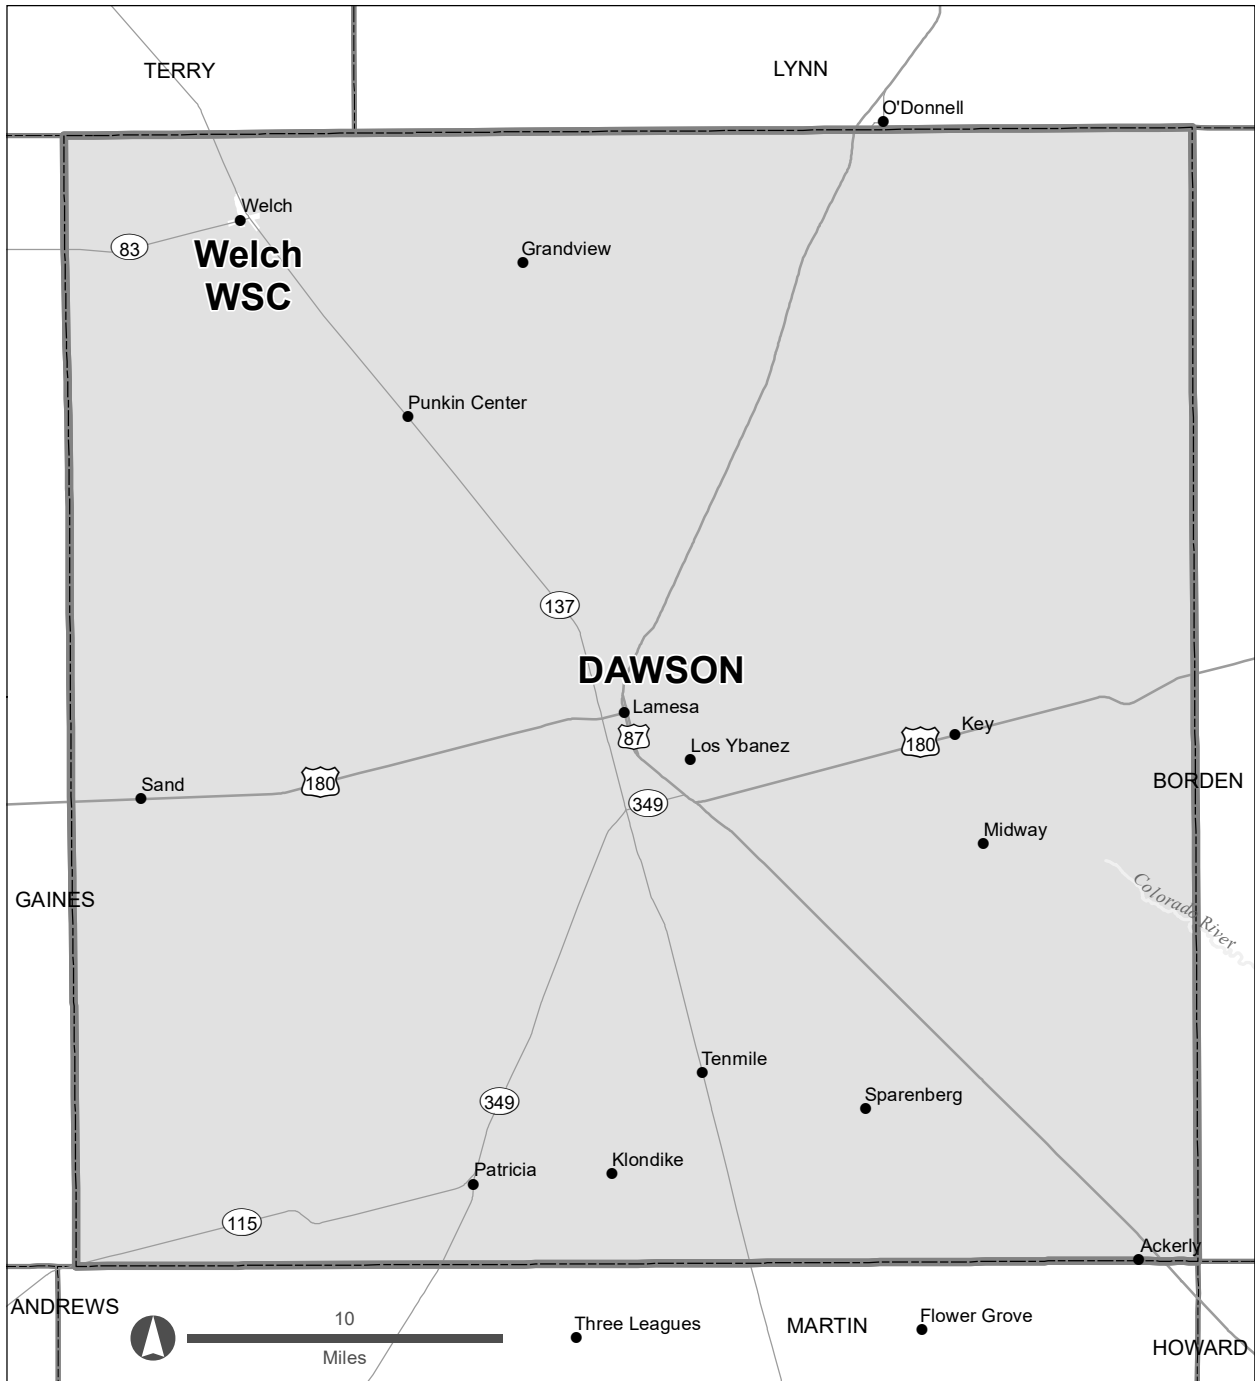 TERRY
LYNN
O'Donnell
Welch
83
Welch
WSC
Grandview
Punkin Center
137
DAWSON
Lamesa
87
Los Ybanez
180
Key
Sand
180
349
BORDEN
Midway
Colorado River
GAINES
Tenmile
349
Sparenberg
Klondike
Patricia
115
Ackerly
ANDREWS
10
Miles
Three Leagues
MARTIN
Flower Grove
HOWARD